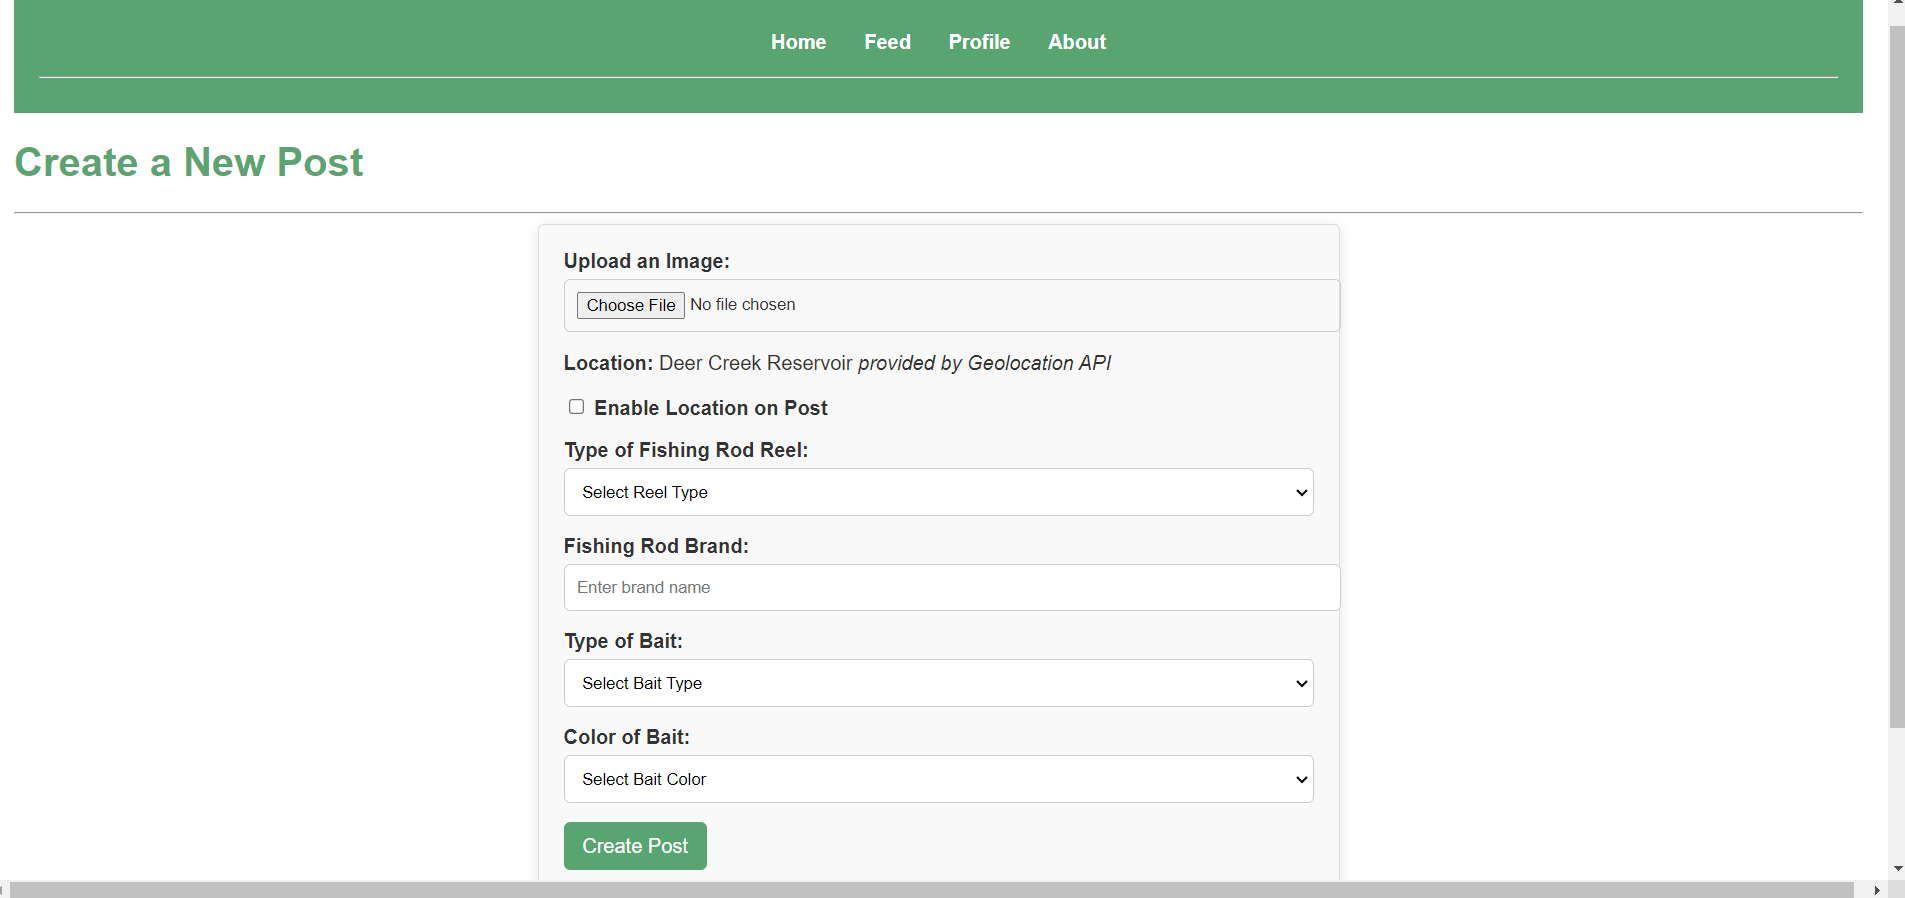 Home Feed Profile About
Create a New Post
Upload an Image:
Choose File No file chosen
Location: Deer Creek Reservoir provided by Geolocation API
Enable Location on Post
Type of Fishing Rod Reel:
Select Reel Type
Fishing Rod Brand:
Enter brand name
Type of Bait:
Select Bait Type
Color of Bait:
Select Bait Color
Create Post